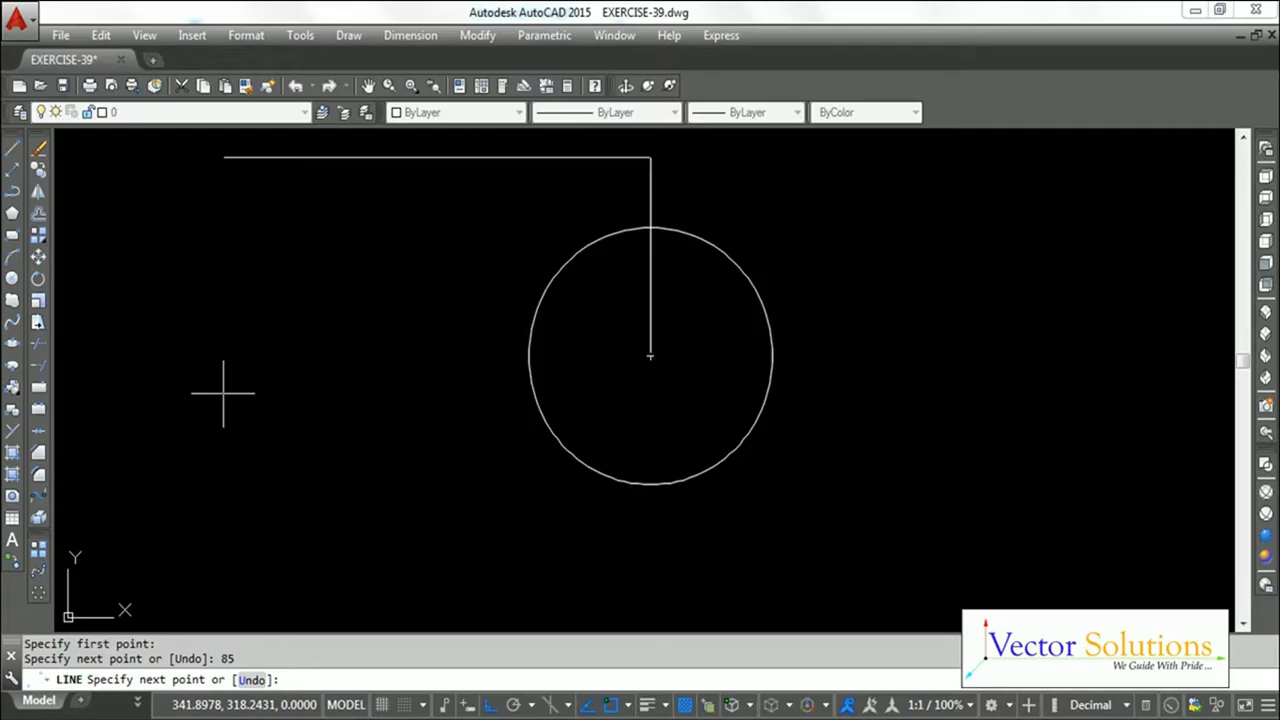 Autodesk AutoCAD 2015 EXERCISE-39.dwg
File Edit View Insert Format Tools Draw Dimension Modify Parametric Window Help Express
EXERCISE-39*
0 ByLayer ByLayer ByLayer ByColor
A
Y
X
Specify first point:
Specify next point or [Undo]: 85
LINE Specify next point or [Undo]:
Vector Solutions
We Guide With Pride ...
Model
341.8978, 318.2431, 0.0000 MODEL 1:1 / 100% Decimal